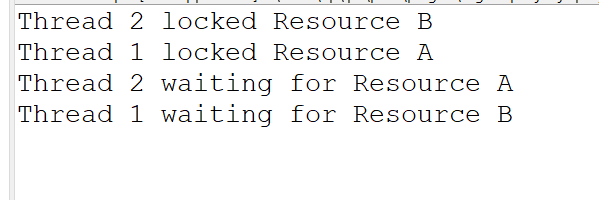 Thread 2 locked Resource B
Thread 1 locked Resource A
Thread 2 waiting for Resource A
Thread 1 waiting for Resource B